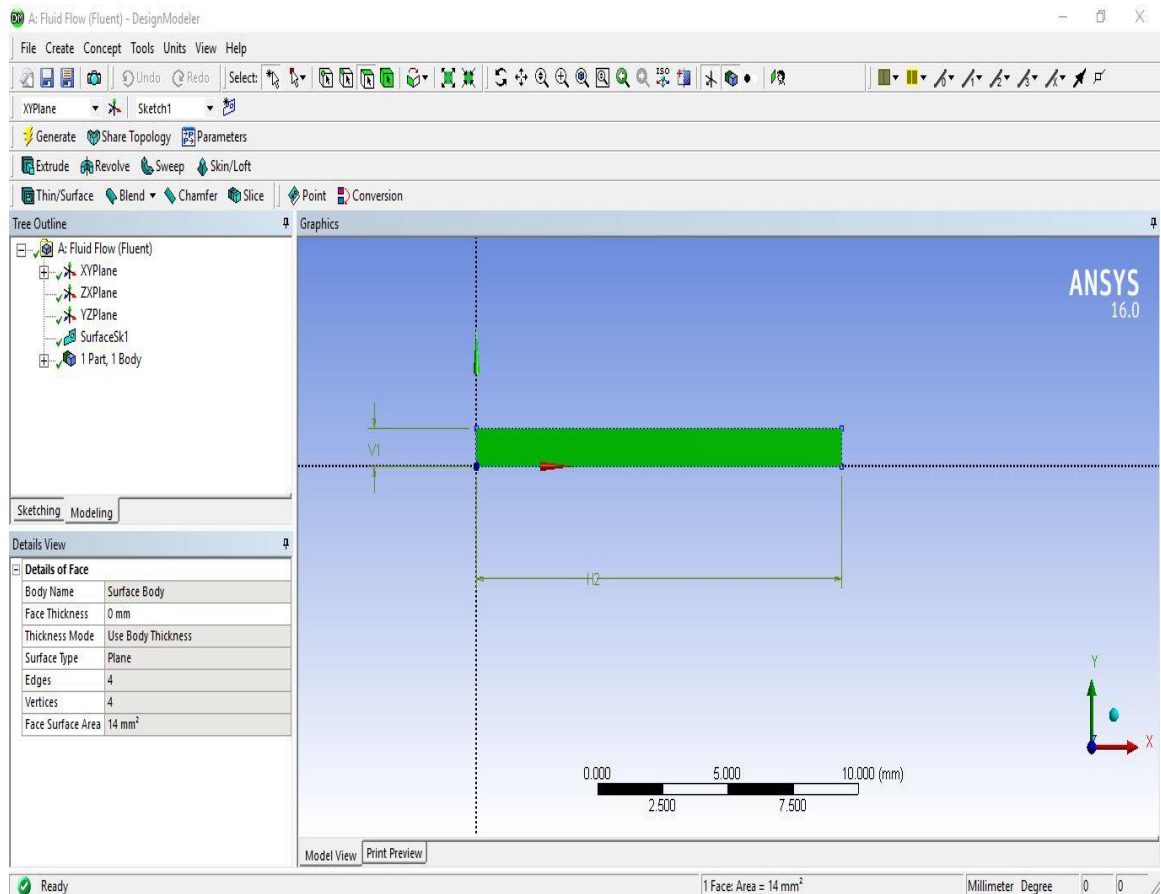 A: Fluid Flow (Fluent) - DesignModeler
File Create Concept Tools Units View Help
Undo Redo Select: ISO
XYPlane Sketch1
Generate Share Topology Parameters
Extrude Revolve Sweep Skin/Loft
Thin/Surface Blend Chamfer Slice Point Conversion
Tree Outline
A: Fluid Flow (Fluent)
XYPlane
ZXPlane
YZPlane
SurfaceSk1
1 Part, 1 Body
Sketching Modeling
Details View
Details of Face
Body Name Surface Body
Face Thickness 0 mm
Thickness Mode Use Body Thickness
Surface Type Plane
Edges 4
Vertices 4
Face Surface Area 14 mm²
Graphics
ANSYS
16.0
V1
H2
Y
Z X
0.000 5.000 10.000 (mm)
2.500 7.500
Model View Print Preview
Ready 1 Face: Area = 14 mm² Millimeter Degree 0 0